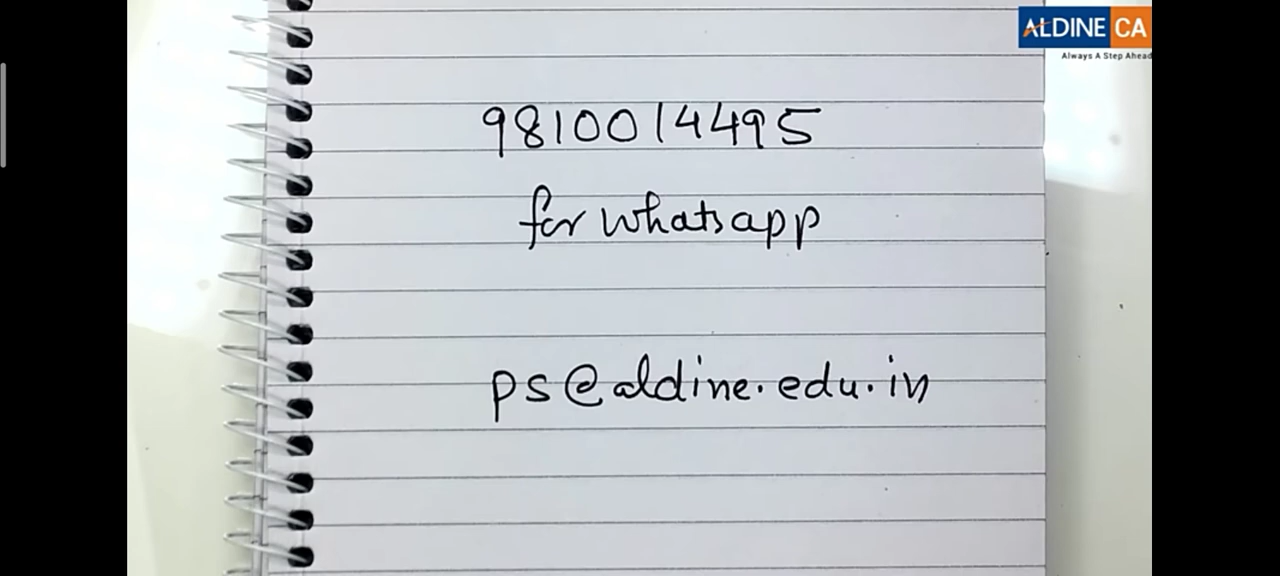 ALDINE CA
Always A Step Ahead
9810014495
for whatsapp
ps@aldine.edu.in